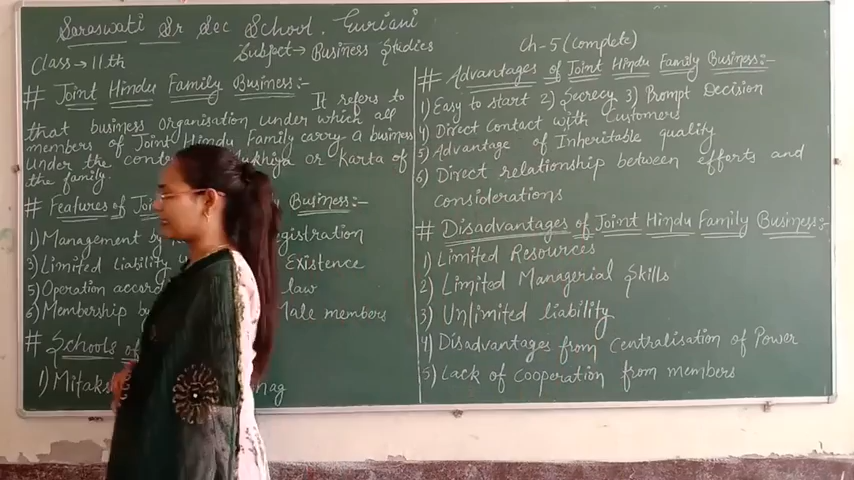 Saraswati Sr Sec School, Guriani
Class → 11th
Subject → Business Studies
Ch-5 (Complete)
# Joint Hindu Family Business:-
It refers to
that business organisation under which all
members of Joint Hindu Family carry a business
under the Mukhiya or Karta of
the family.
# Features of Business:-
1) Management
3) Limited liability Existence
5) Operation law
6) Membership Male members
# Schools of
1)
# Advantages of Joint Hindu Family Business:-
1) Easy to start 2) Secrecy 3) Prompt Decision
4) Direct Contact with Customers
5) Advantage of Inheritable quality
6) Direct relationship between efforts and
considerations
# Disadvantages of Joint Hindu Family Business:-
1) Limited Resources
2) Limited Managerial Skills
3) Unlimited liability
4) Disadvantages from Centralisation of Power
5) Lack of Cooperation from members